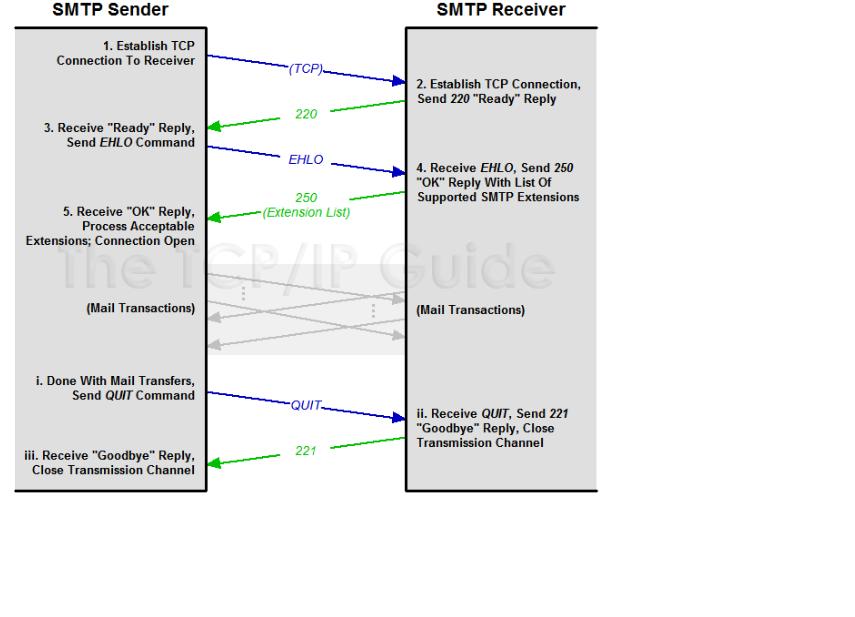 SMTP Sender
SMTP Receiver
1. Establish TCP
Connection To Receiver
(TCP)
2. Establish TCP Connection,
Send 220 "Ready" Reply
220
3. Receive "Ready" Reply,
Send EHLO Command
EHLO
4. Receive EHLO, Send 250
"OK" Reply With List Of
Supported SMTP Extensions
250
(Extension List)
5. Receive "OK" Reply,
Process Acceptable
Extensions; Connection Open
The TCP/IP Guide
(Mail Transactions)
(Mail Transactions)
i. Done With Mail Transfers,
Send QUIT Command
QUIT
ii. Receive QUIT, Send 221
"Goodbye" Reply, Close
Transmission Channel
221
iii. Receive "Goodbye" Reply,
Close Transmission Channel